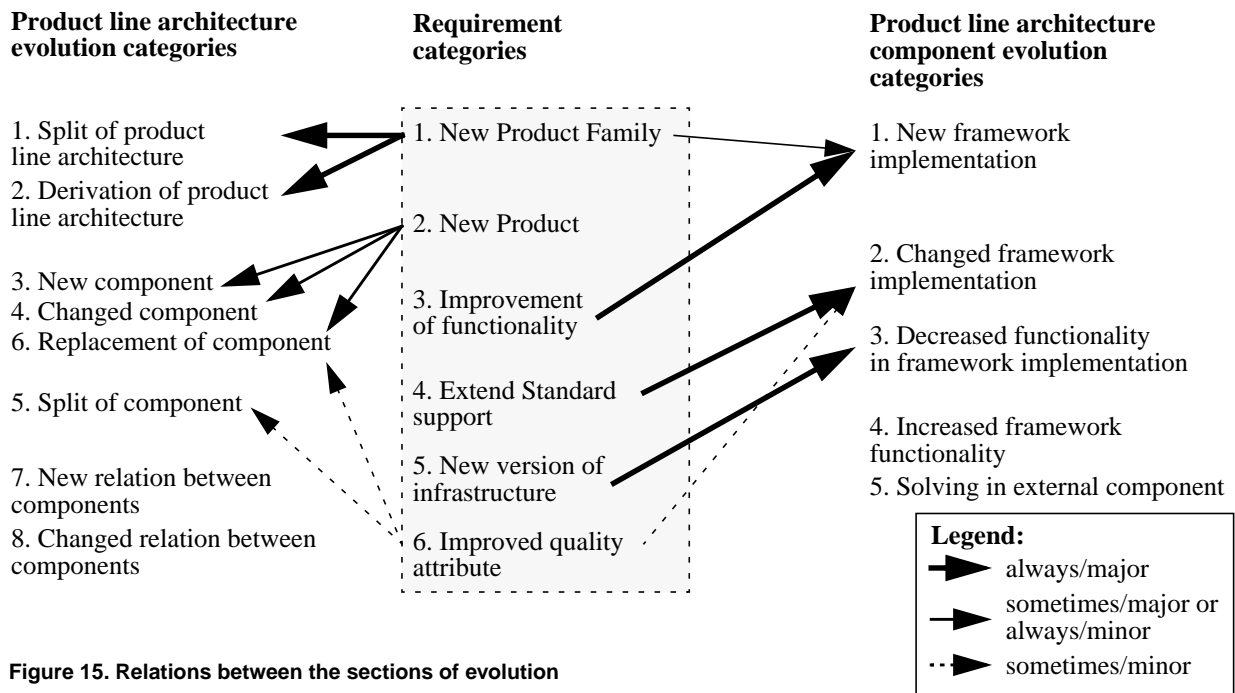 Product line architecture
evolution categories
1. Split of product
line architecture
2. Derivation of product
line architecture
3. New component
4. Changed component
6. Replacement of component
5. Split of component
7. New relation between
components
8. Changed relation between
components
Requirement
categories
1. New Product Family
2. New Product
3. Improvement
of functionality
4. Extend Standard
support
5. New version of
infrastructure
6. Improved quality
attribute
Product line architecture
component evolution
categories
1. New framework
implementation
2. Changed framework
implementation
3. Decreased functionality
in framework implementation
4. Increased framework
functionality
5. Solving in external component
Legend:
always/major
sometimes/major or
always/minor
sometimes/minor
Figure 15. Relations between the sections of evolution